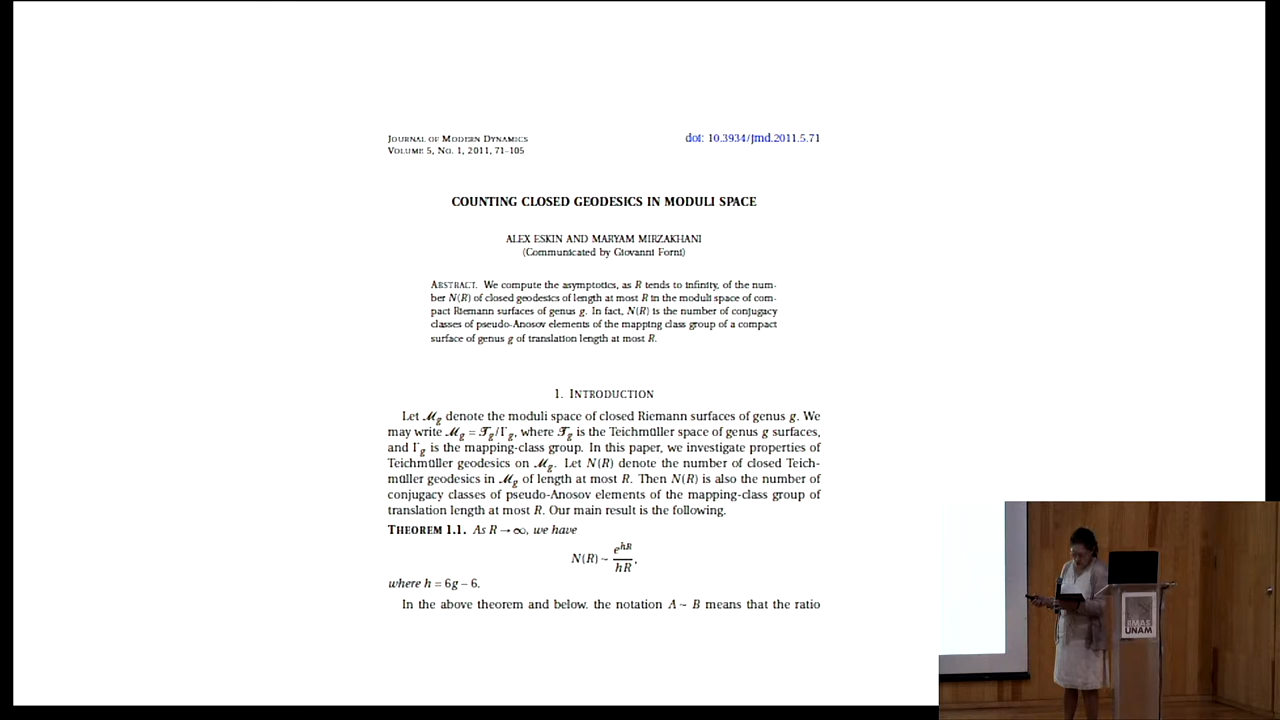 JOURNAL OF MODERN DYNAMICS
VOLUME 5, NO. 1, 2011, 71–105
doi: 10.3934/jmd.2011.5.71
COUNTING CLOSED GEODESICS IN MODULI SPACE
ALEX ESKIN AND MARYAM MIRZAKHANI
(Communicated by Giovanni Forni)
ABSTRACT. We compute the asymptotics, as R tends to infinity, of the num-
ber N(R) of closed geodesics of length at most R in the moduli space of com-
pact Riemann surfaces of genus g. In fact, N(R) is the number of conjugacy
classes of pseudo-Anosov elements of the mapping class group of a compact
surface of genus g of translation length at most R.
1. INTRODUCTION
Let ℳg denote the moduli space of closed Riemann surfaces of genus g. We
may write ℳg = 𝒯g/Γg, where 𝒯g is the Teichmüller space of genus g surfaces,
and Γg is the mapping-class group. In this paper, we investigate properties of
Teichmüller geodesics on ℳg. Let N(R) denote the number of closed Teich-
müller geodesics in ℳg of length at most R. Then N(R) is also the number of
conjugacy classes of pseudo-Anosov elements of the mapping-class group of
translation length at most R. Our main result is the following.
THEOREM 1.1. As R → ∞, we have
N(R) ~ e^{hR}/hR,
where h = 6g − 6.
In the above theorem and below, the notation A ~ B means that the ratio
IIMAS
UNAM